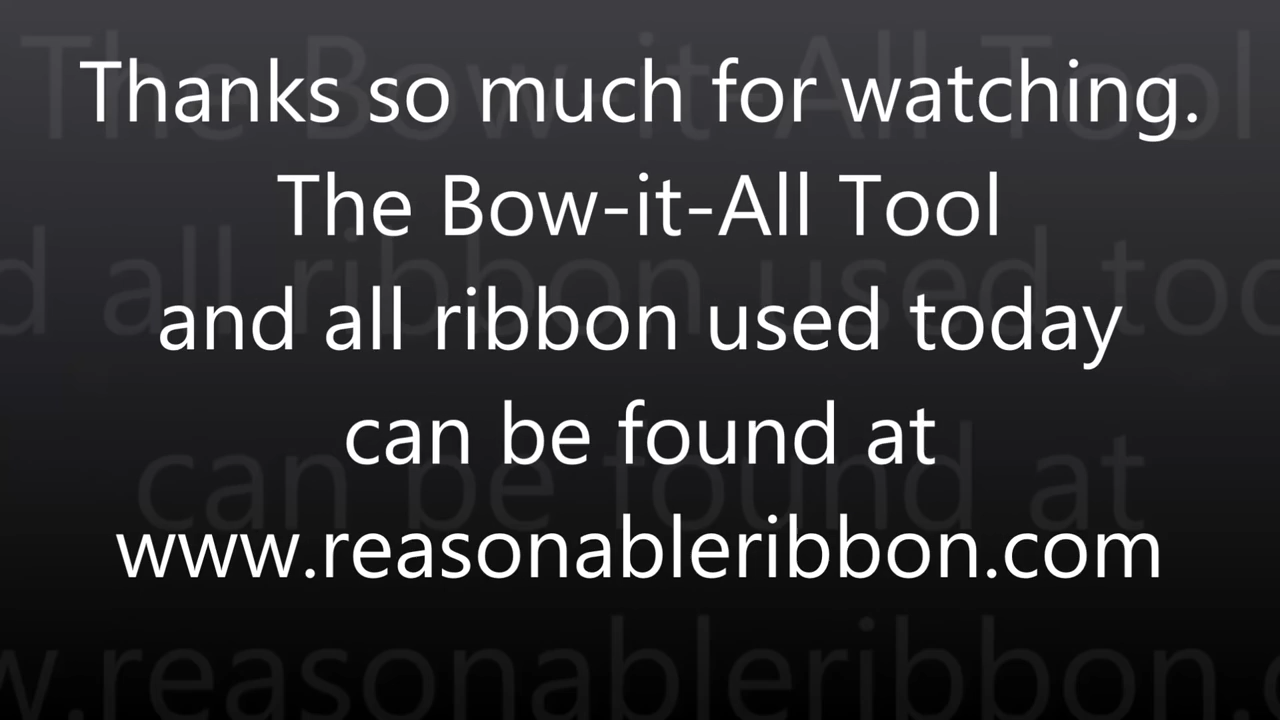 Thanks so much for watching.
The Bow-it-All Tool
and all ribbon used today
can be found at
www.reasonableribbon.com